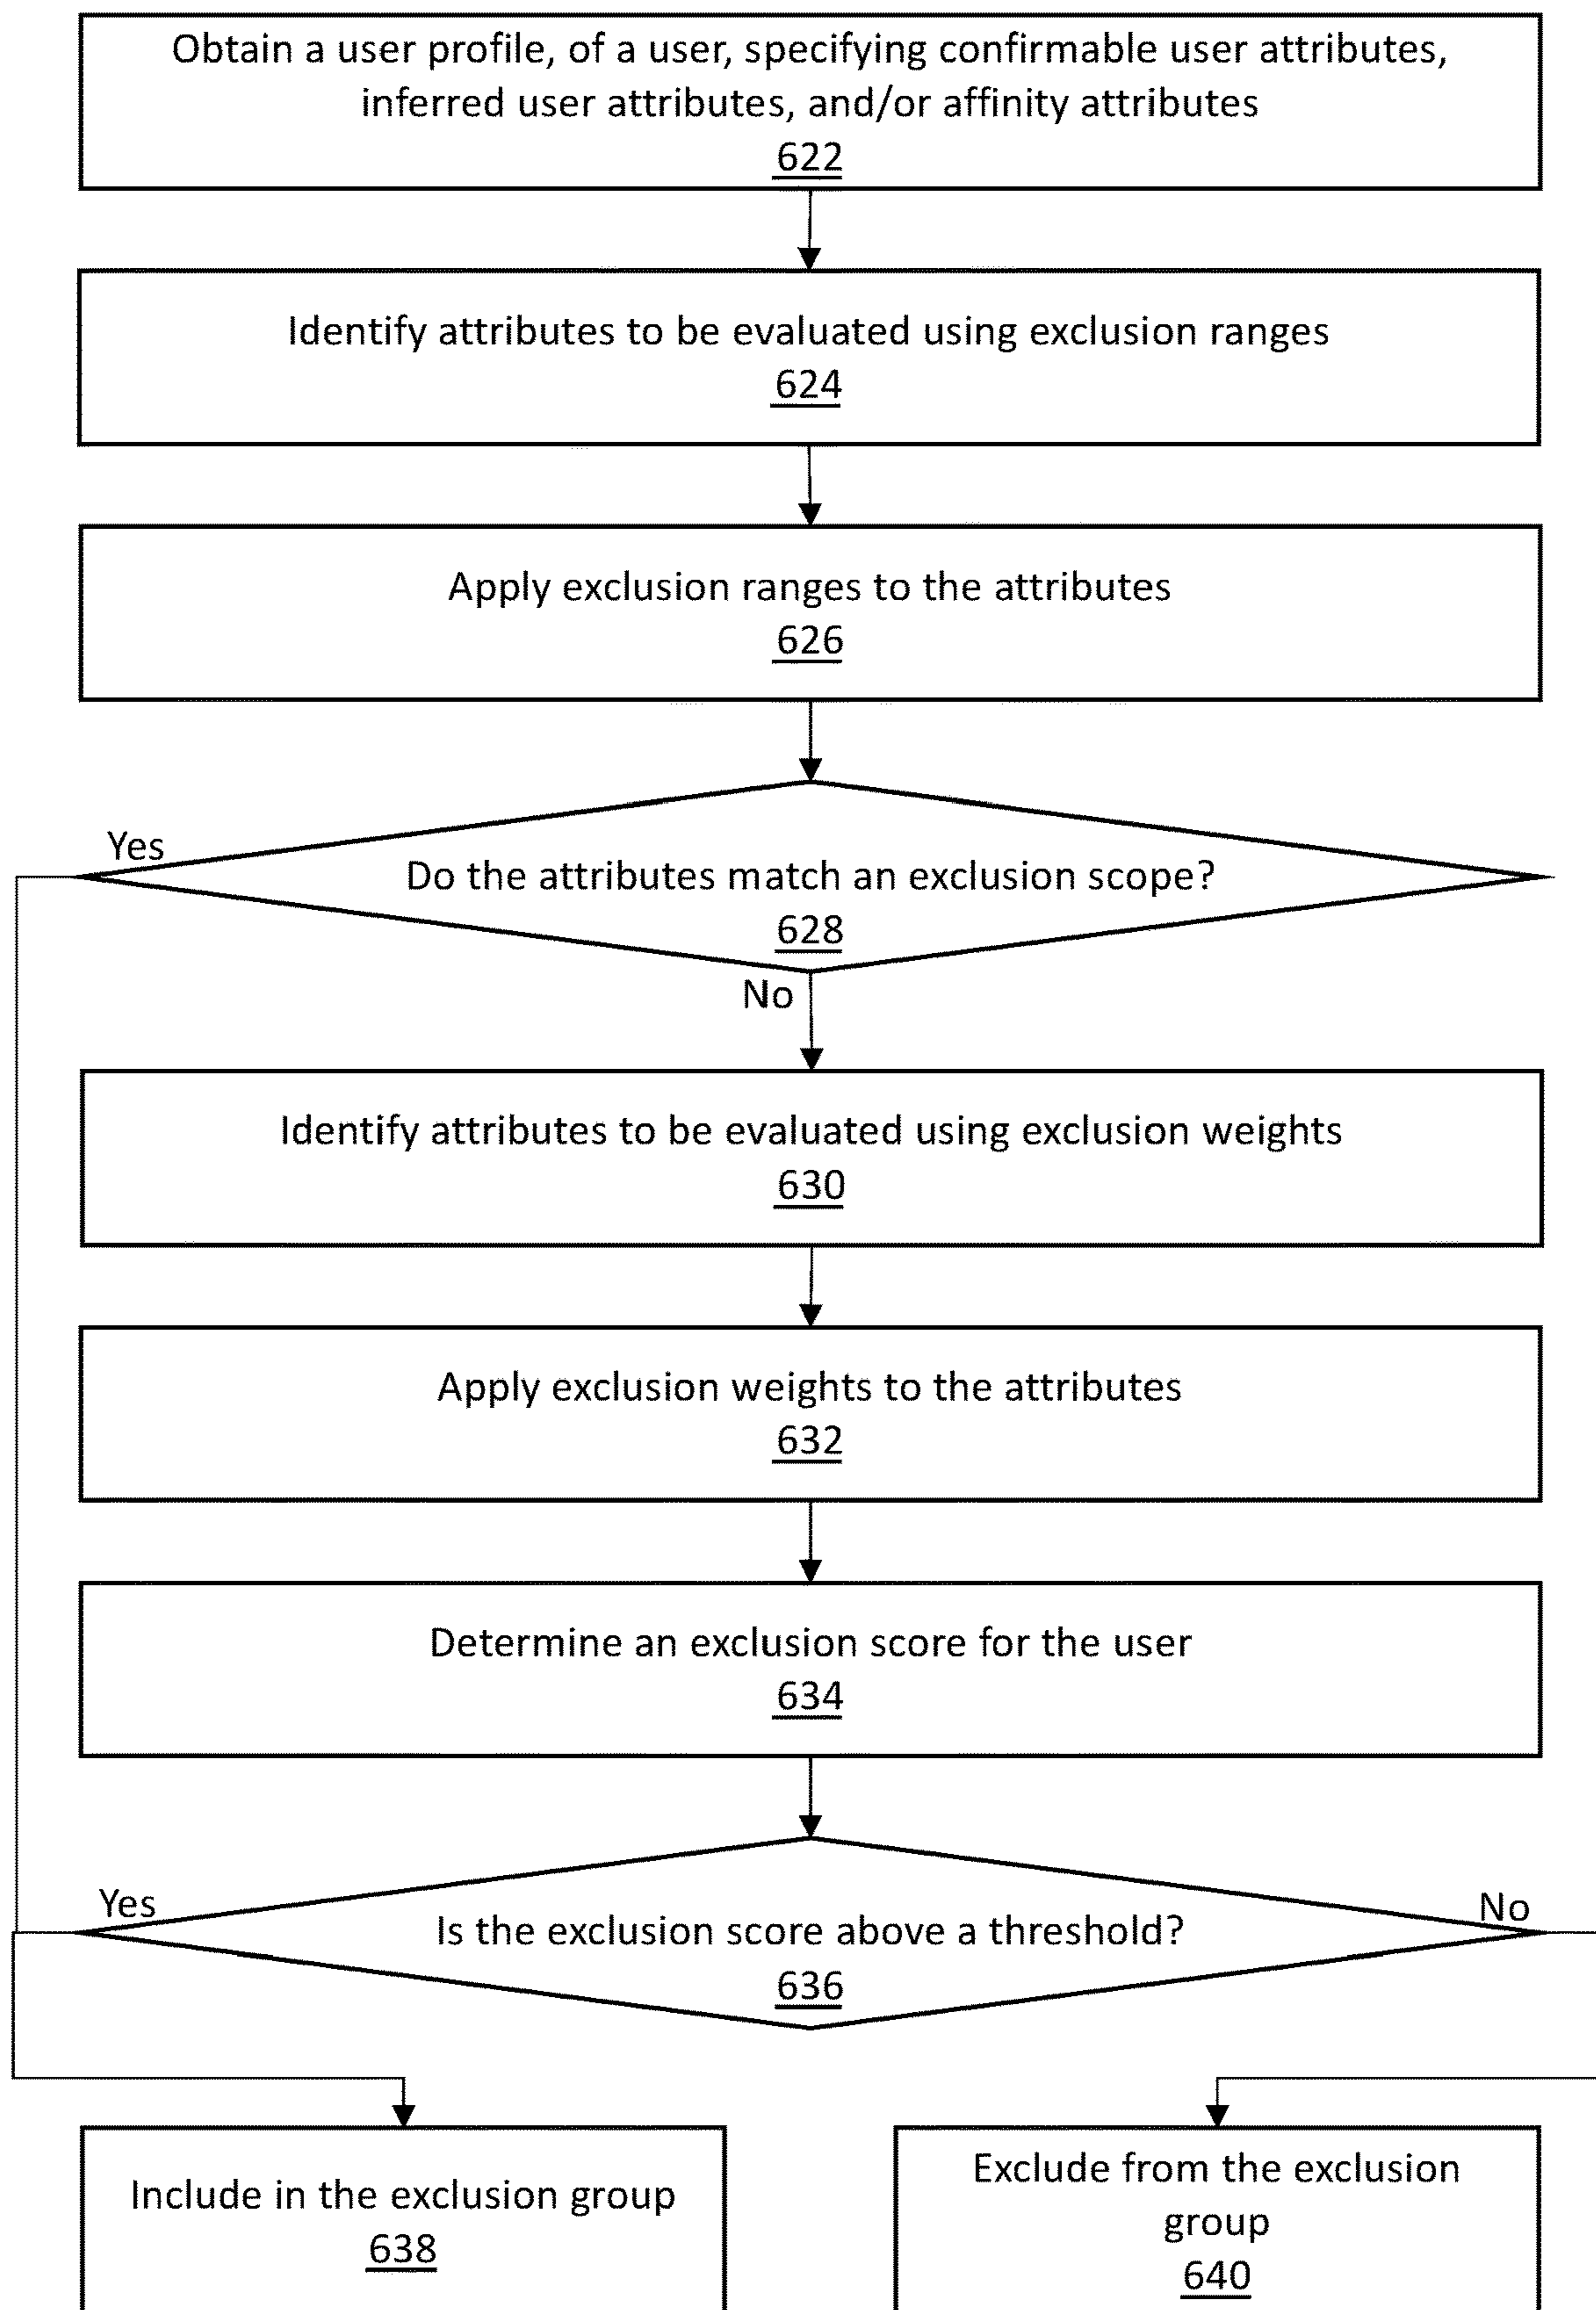 Obtain a user profile, of a user, specifying confirmable user attributes,
inferred user attributes, and/or affinity attributes
622
Identify attributes to be evaluated using exclusion ranges
624
Apply exclusion ranges to the attributes
626
Yes
Do the attributes match an exclusion scope?
628
No
Identify attributes to be evaluated using exclusion weights
630
Apply exclusion weights to the attributes
632
Determine an exclusion score for the user
634
Yes
No
Is the exclusion score above a threshold?
636
Include in the exclusion group
638
Exclude from the exclusion
group
640